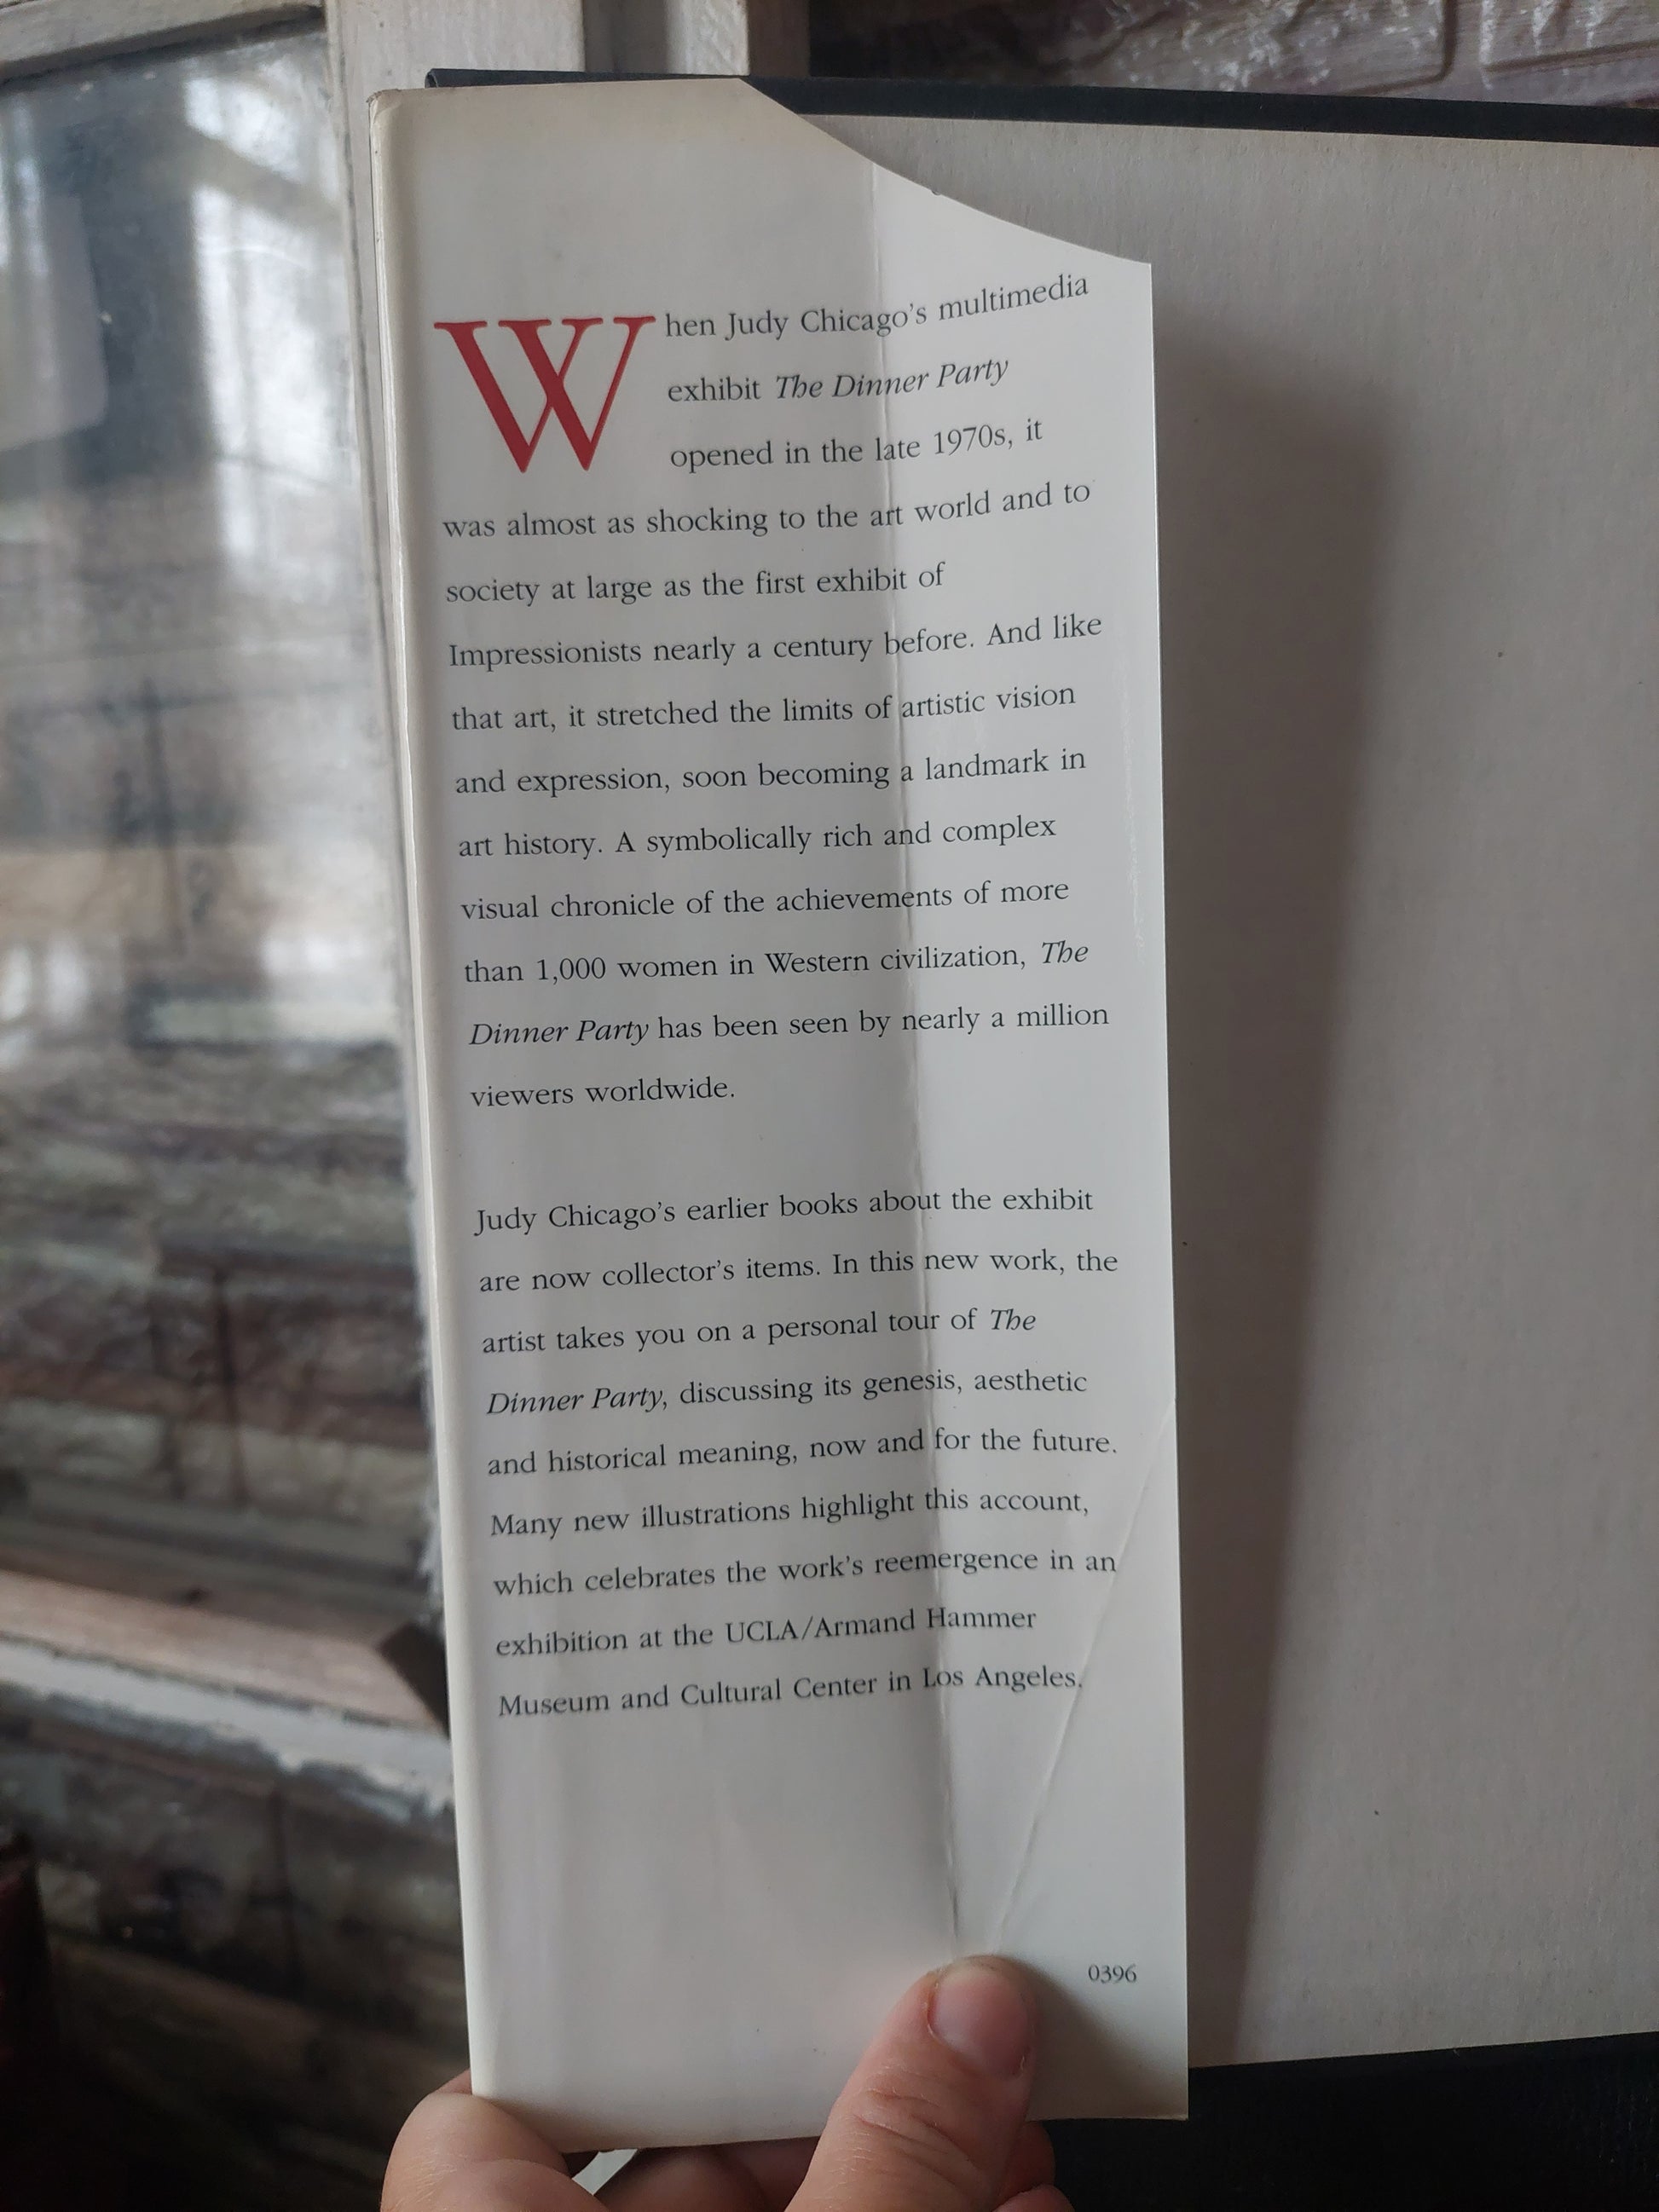 When Judy Chicago's multimedia
exhibit The Dinner Party
opened in the late 1970s, it
was almost as shocking to the art world and to
society at large as the first exhibit of
Impressionists nearly a century before. And like
that art, it stretched the limits of artistic vision
and expression, soon becoming a landmark in
art history. A symbolically rich and complex
visual chronicle of the achievements of more
than 1,000 women in Western civilization, The
Dinner Party has been seen by nearly a million
viewers worldwide.
Judy Chicago's earlier books about the exhibit
are now collector's items. In this new work, the
artist takes you on a personal tour of The
Dinner Party, discussing its genesis, aesthetic
and historical meaning, now and for the future.
Many new illustrations highlight this account,
which celebrates the work's reemergence in an
exhibition at the UCLA/Armand Hammer
Museum and Cultural Center in Los Angeles.
0396